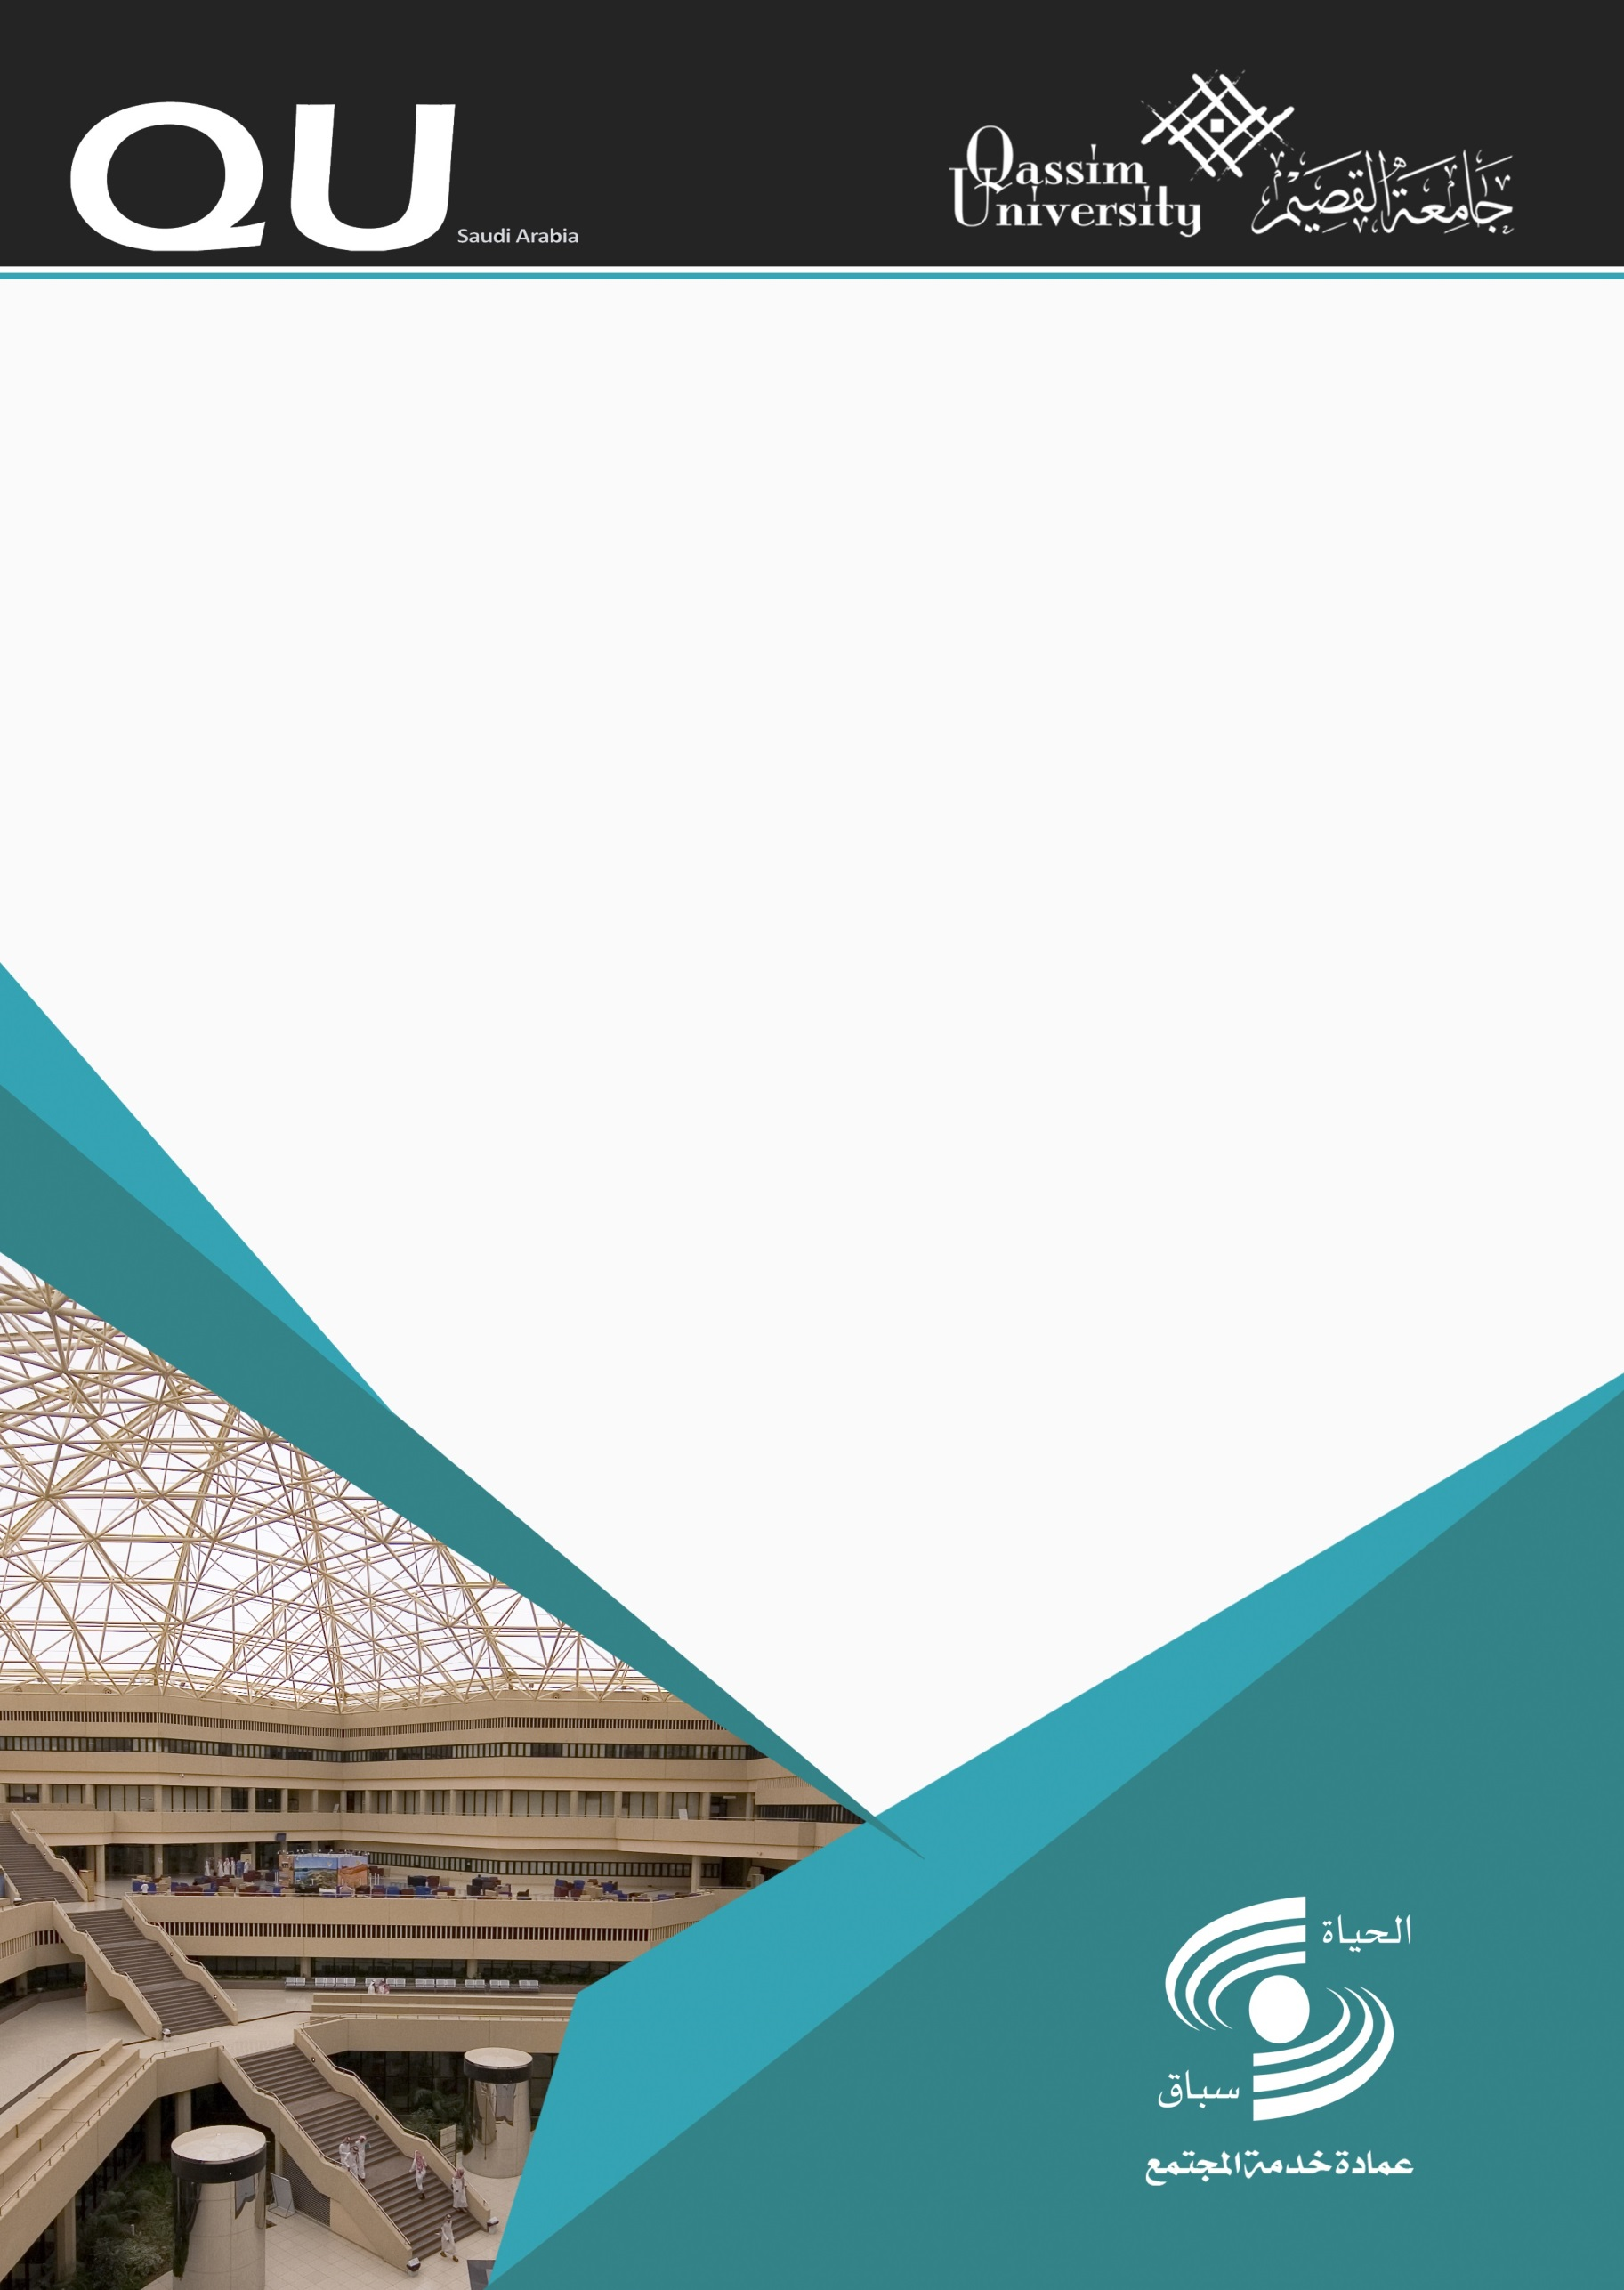 QU Saudi Arabia
Qassim
University
جامعة القصيم
الحياة
سباق
عمادة خدمة المجتمع